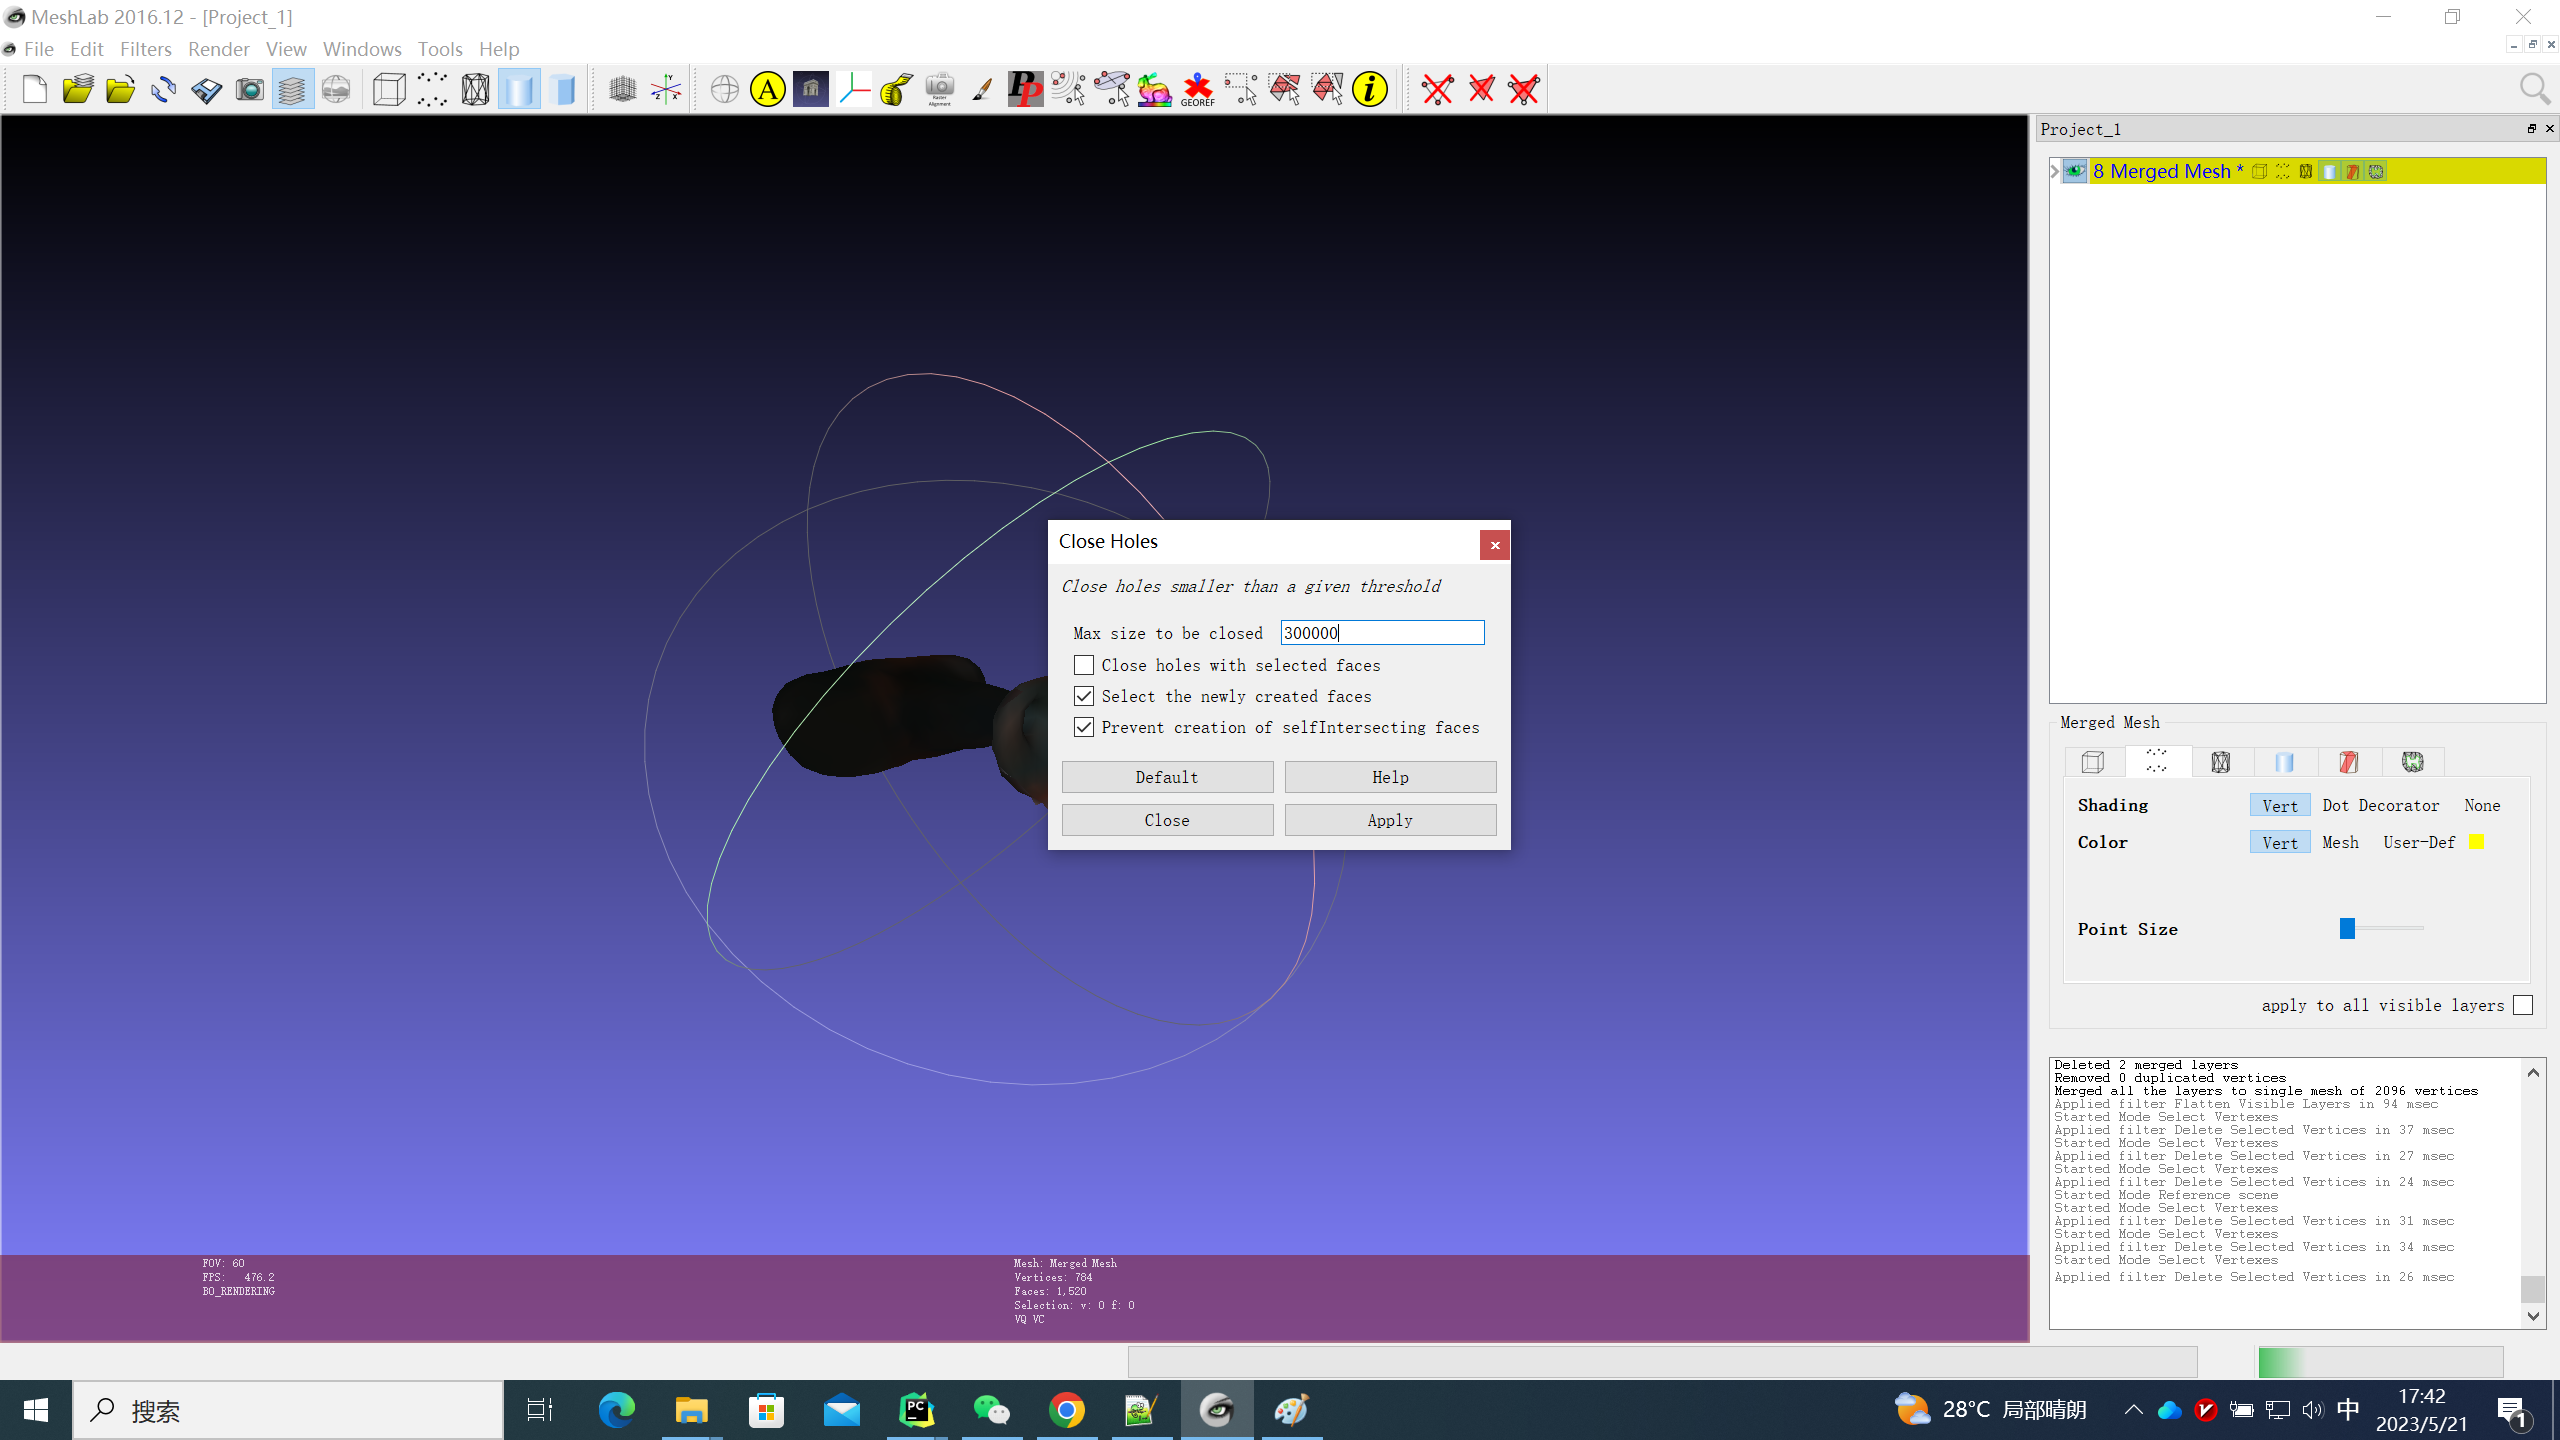 MeshLab 2016.12 - [Project_1]
File Edit Filters Render View Windows Tools Help
A
Pp
GEOREF
i
Project_1
8 Merged Mesh *
Close Holes
Close holes smaller than a given threshold
Max size to be closed 300000
Close holes with selected faces
Select the newly created faces
Prevent creation of selfIntersecting faces
Default Help
Close Apply
Merged Mesh
Shading Vert Dot Decorator None
Color Vert Mesh User-Def
Point Size
apply to all visible layers
Deleted 2 merged layers
Removed 0 duplicated vertices
Merged all the layers to single mesh of 2096 vertices
Applied filter Flatten Visible Layers in 94 msec
Started Mode Select Vertexes
Applied filter Delete Selected Vertices in 37 msec
Started Mode Select Vertexes
Applied filter Delete Selected Vertices in 27 msec
Started Mode Select Vertexes
Applied filter Delete Selected Vertices in 24 msec
Started Mode Reference scene
Started Mode Select Vertexes
Applied filter Delete Selected Vertices in 31 msec
Started Mode Select Vertexes
Applied filter Delete Selected Vertices in 34 msec
Started Mode Select Vertexes
Applied filter Delete Selected Vertices in 26 msec
FOV: 60
FPS: 476.2
BO_RENDERING
Mesh: Merged Mesh
Vertices: 784
Faces: 1,520
Selection: v: 0 f: 0
VQ VC
搜索
PC
28°C 局部晴朗
中
17:42
2023/5/21
1